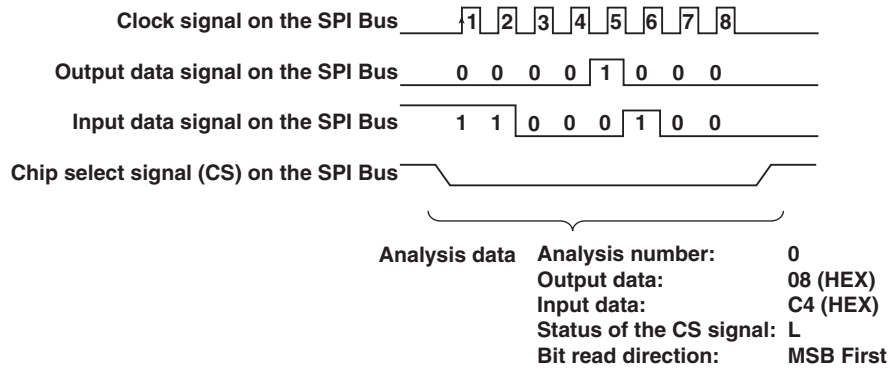 Clock signal on the SPI Bus 1 2 3 4 5 6 7 8
Output data signal on the SPI Bus 0 0 0 0 1 0 0 0
Input data signal on the SPI Bus 1 1 0 0 0 1 0 0
Chip select signal (CS) on the SPI Bus
Analysis data Analysis number: 0
Output data: 08 (HEX)
Input data: C4 (HEX)
Status of the CS signal: L
Bit read direction: MSB First